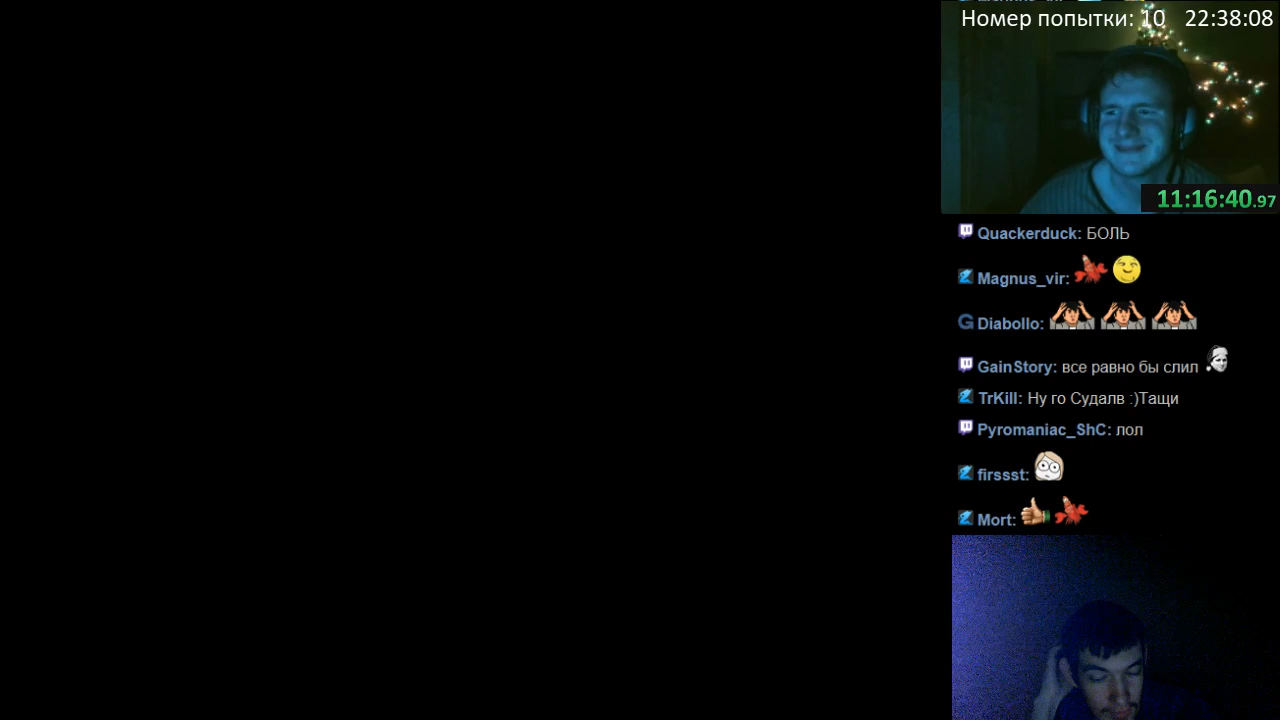 Номер попытки: 10 22:38:08
11:16:40.97
Quackerduck: БОЛЬ
Magnus_vir:
Diabollo:
GainStory: все равно бы слил
TrKill: Ну го Судалв :)Тащи
Pyromaniac_ShC: лол
firssst:
Mort: